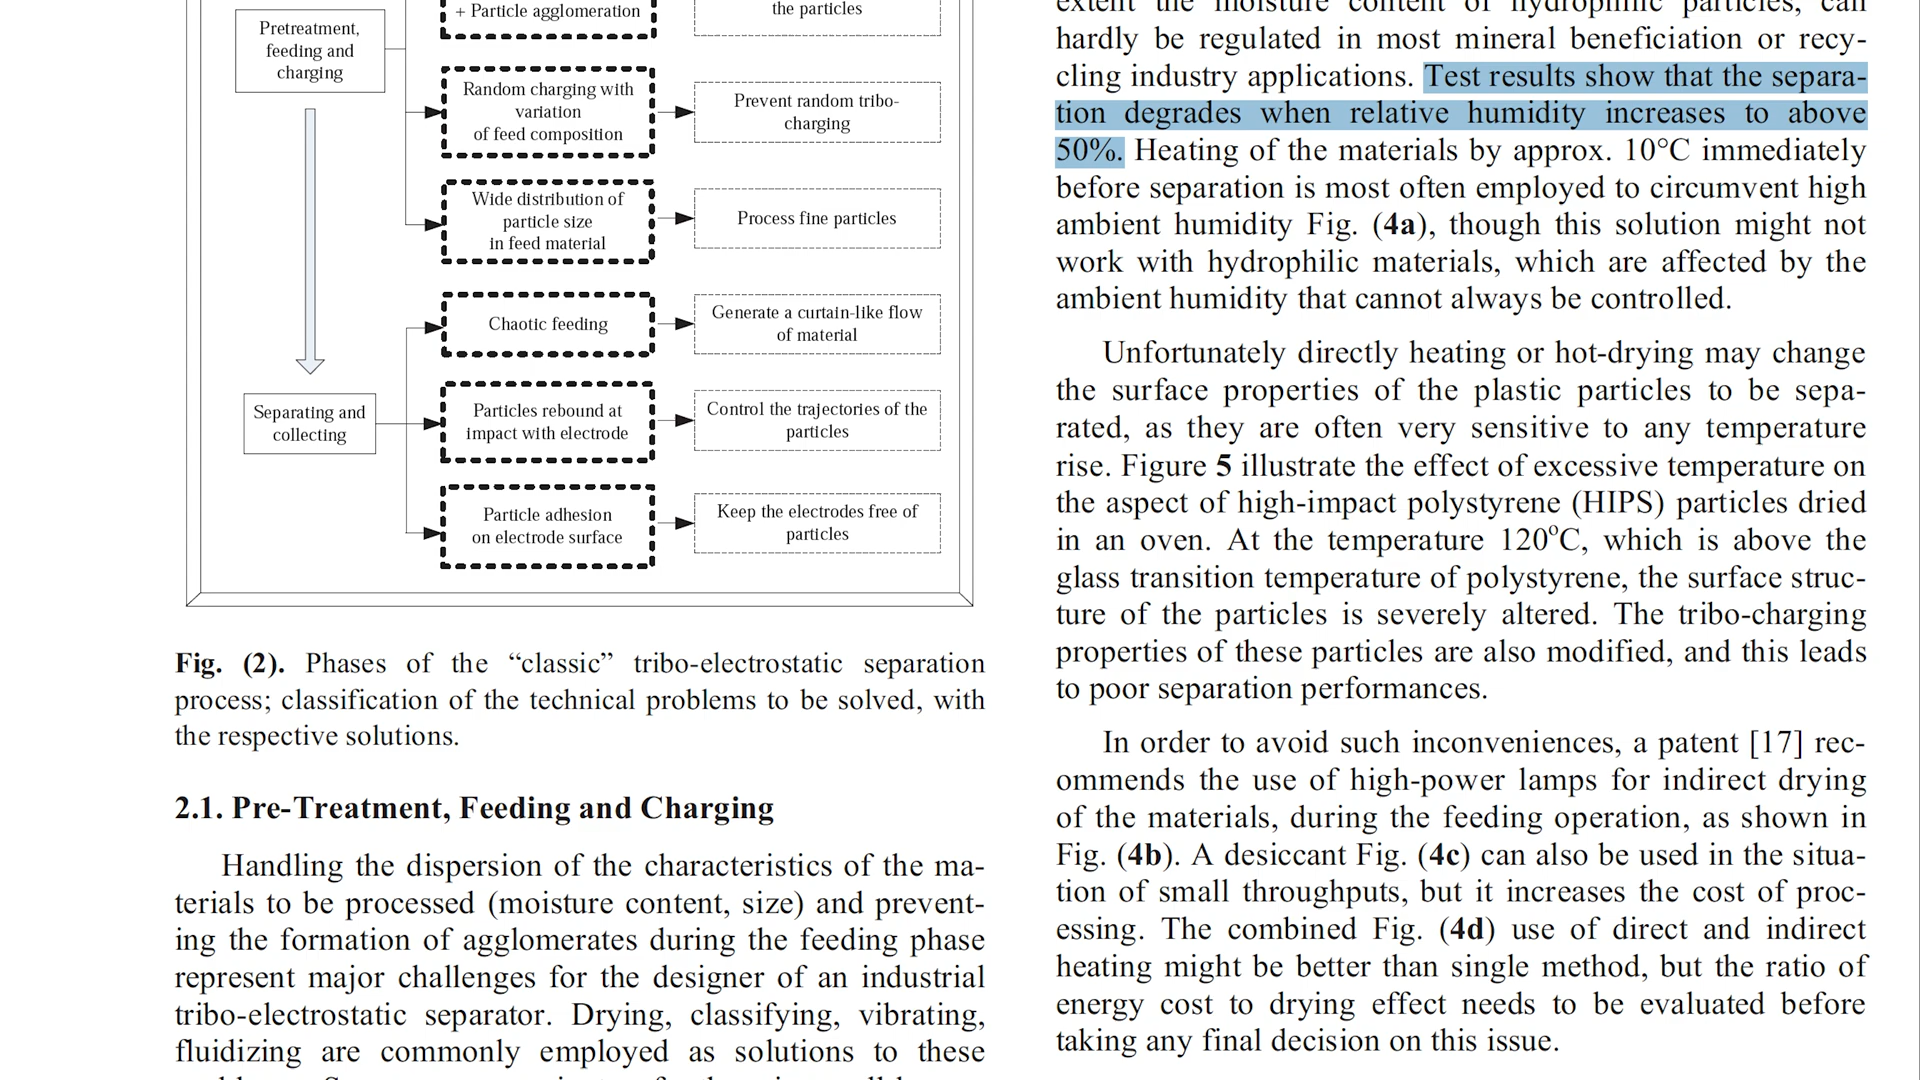 + Particle agglomeration
the particles
Pretreatment,
feeding and
charging
Random charging with
variation
of feed composition
Prevent random tribo-
charging
Wide distribution of
particle size
in feed material
Process fine particles
Chaotic feeding
Generate a curtain-like flow
of material
Separating and
collecting
Particles rebound at
impact with electrode
Control the trajectories of the
particles
Particle adhesion
on electrode surface
Keep the electrodes free of
particles
Fig. (2). Phases of the “classic” tribo-electrostatic separation
process; classification of the technical problems to be solved, with
the respective solutions.
2.1. Pre-Treatment, Feeding and Charging
Handling the dispersion of the characteristics of the ma-
terials to be processed (moisture content, size) and prevent-
ing the formation of agglomerates during the feeding phase
represent major challenges for the designer of an industrial
tribo-electrostatic separator. Drying, classifying, vibrating,
fluidizing are commonly employed as solutions to these
extent the moisture content of hydrophilic particles, can
hardly be regulated in most mineral beneficiation or recy-
cling industry applications. Test results show that the separa-
tion degrades when relative humidity increases to above
50%. Heating of the materials by approx. 10°C immediately
before separation is most often employed to circumvent high
ambient humidity Fig. (4a), though this solution might not
work with hydrophilic materials, which are affected by the
ambient humidity that cannot always be controlled.
Unfortunately directly heating or hot-drying may change
the surface properties of the plastic particles to be sepa-
rated, as they are often very sensitive to any temperature
rise. Figure 5 illustrate the effect of excessive temperature on
the aspect of high-impact polystyrene (HIPS) particles dried
in an oven. At the temperature 120°C, which is above the
glass transition temperature of polystyrene, the surface struc-
ture of the particles is severely altered. The tribo-charging
properties of these particles are also modified, and this leads
to poor separation performances.
In order to avoid such inconveniences, a patent [17] rec-
ommends the use of high-power lamps for indirect drying
of the materials, during the feeding operation, as shown in
Fig. (4b). A desiccant Fig. (4c) can also be used in the situa-
tion of small throughputs, but it increases the cost of proc-
essing. The combined Fig. (4d) use of direct and indirect
heating might be better than single method, but the ratio of
energy cost to drying effect needs to be evaluated before
taking any final decision on this issue.